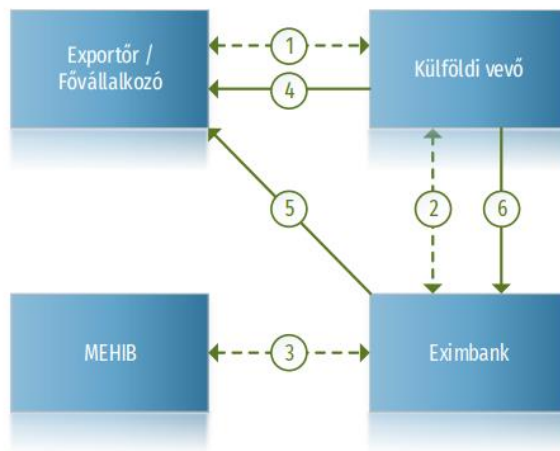 Exportőr /
Fővállalkozó
1
4
Külföldi vevő
5
2
6
MEHIB
3
Eximbank